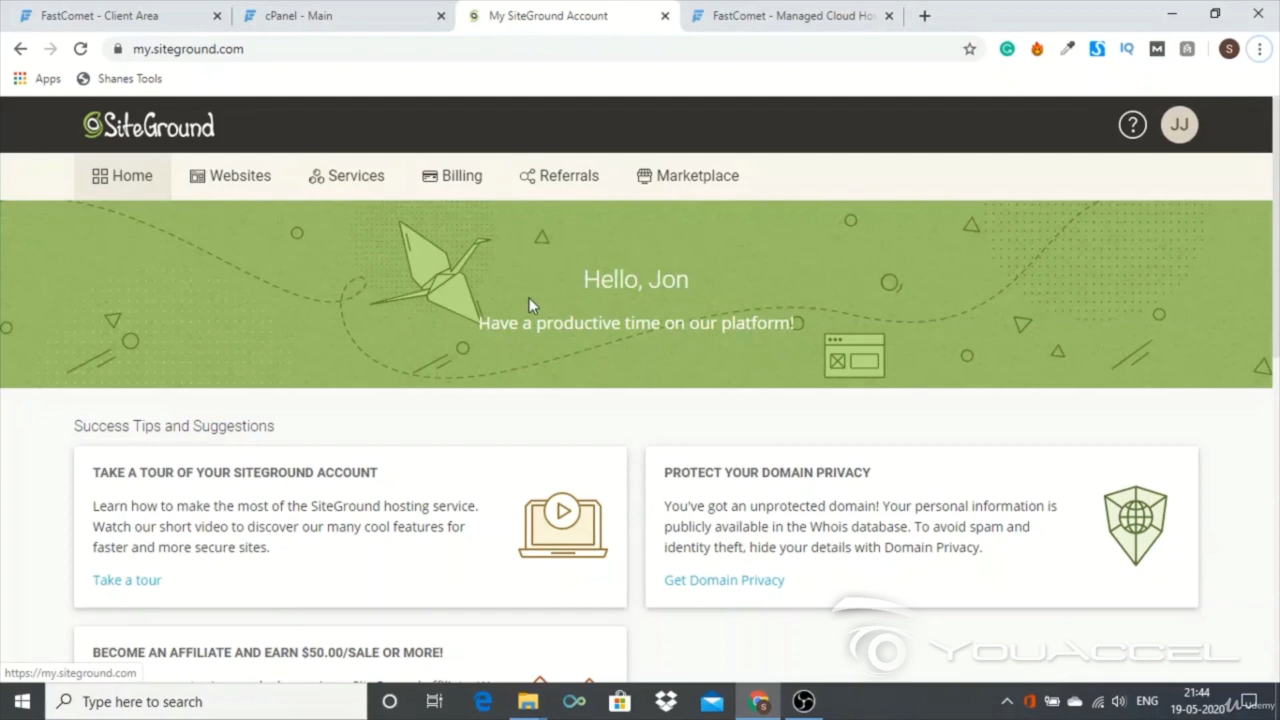 FastComet - Client Area
cPanel - Main
My SiteGround Account
FastComet - Managed Cloud Ho
my.siteground.com
S
Apps
Shanes Tools
SiteGround
?
JJ
Home
Websites
Services
Billing
Referrals
Marketplace
Hello, Jon
Have a productive time on our platform!
Success Tips and Suggestions
TAKE A TOUR OF YOUR SITEGROUND ACCOUNT
Learn how to make the most of the SiteGround hosting service.
Watch our short video to discover our many cool features for
faster and more secure sites.
Take a tour
PROTECT YOUR DOMAIN PRIVACY
You've got an unprotected domain! Your personal information is
publicly available in the Whois database. To avoid spam and
identity theft, hide your details with Domain Privacy.
Get Domain Privacy
BECOME AN AFFILIATE AND EARN $50.00/SALE OR MORE!
YOUACCEL
https://my.siteground.com
Type here to search
ENG
21:44
19-05-2020
Udemy